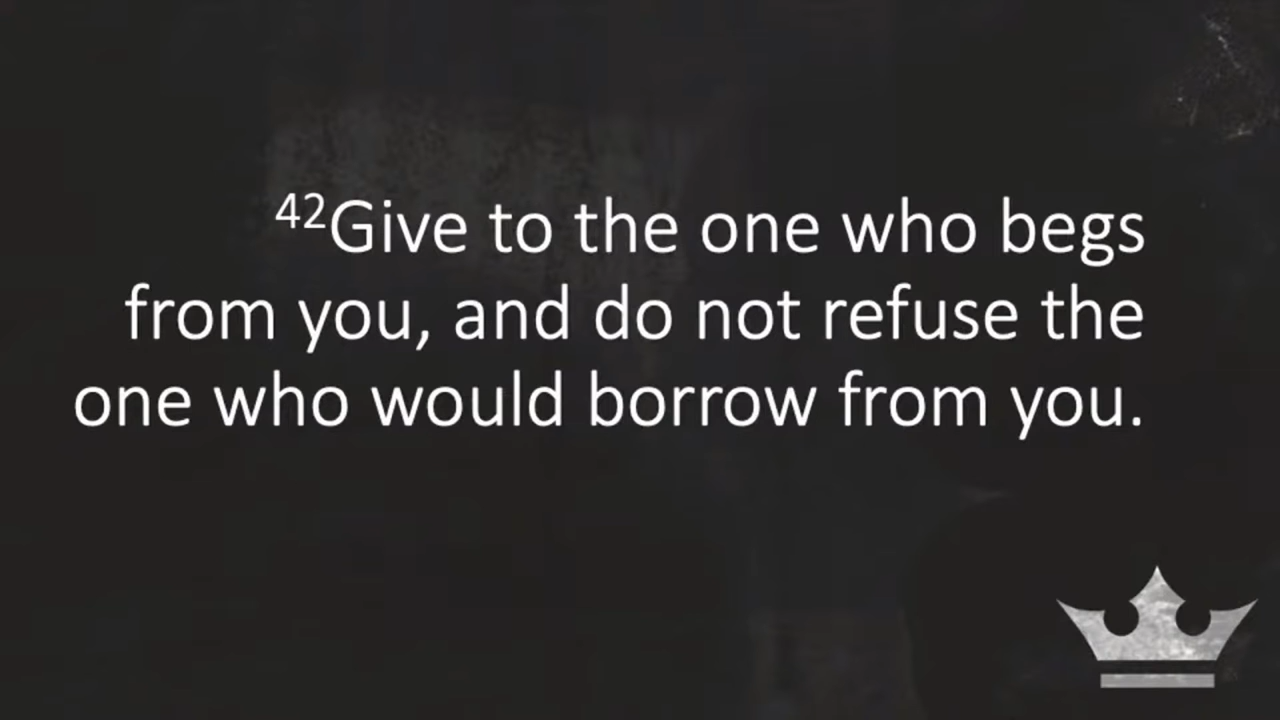 ⁴²Give to the one who begs
from you, and do not refuse the
one who would borrow from you.